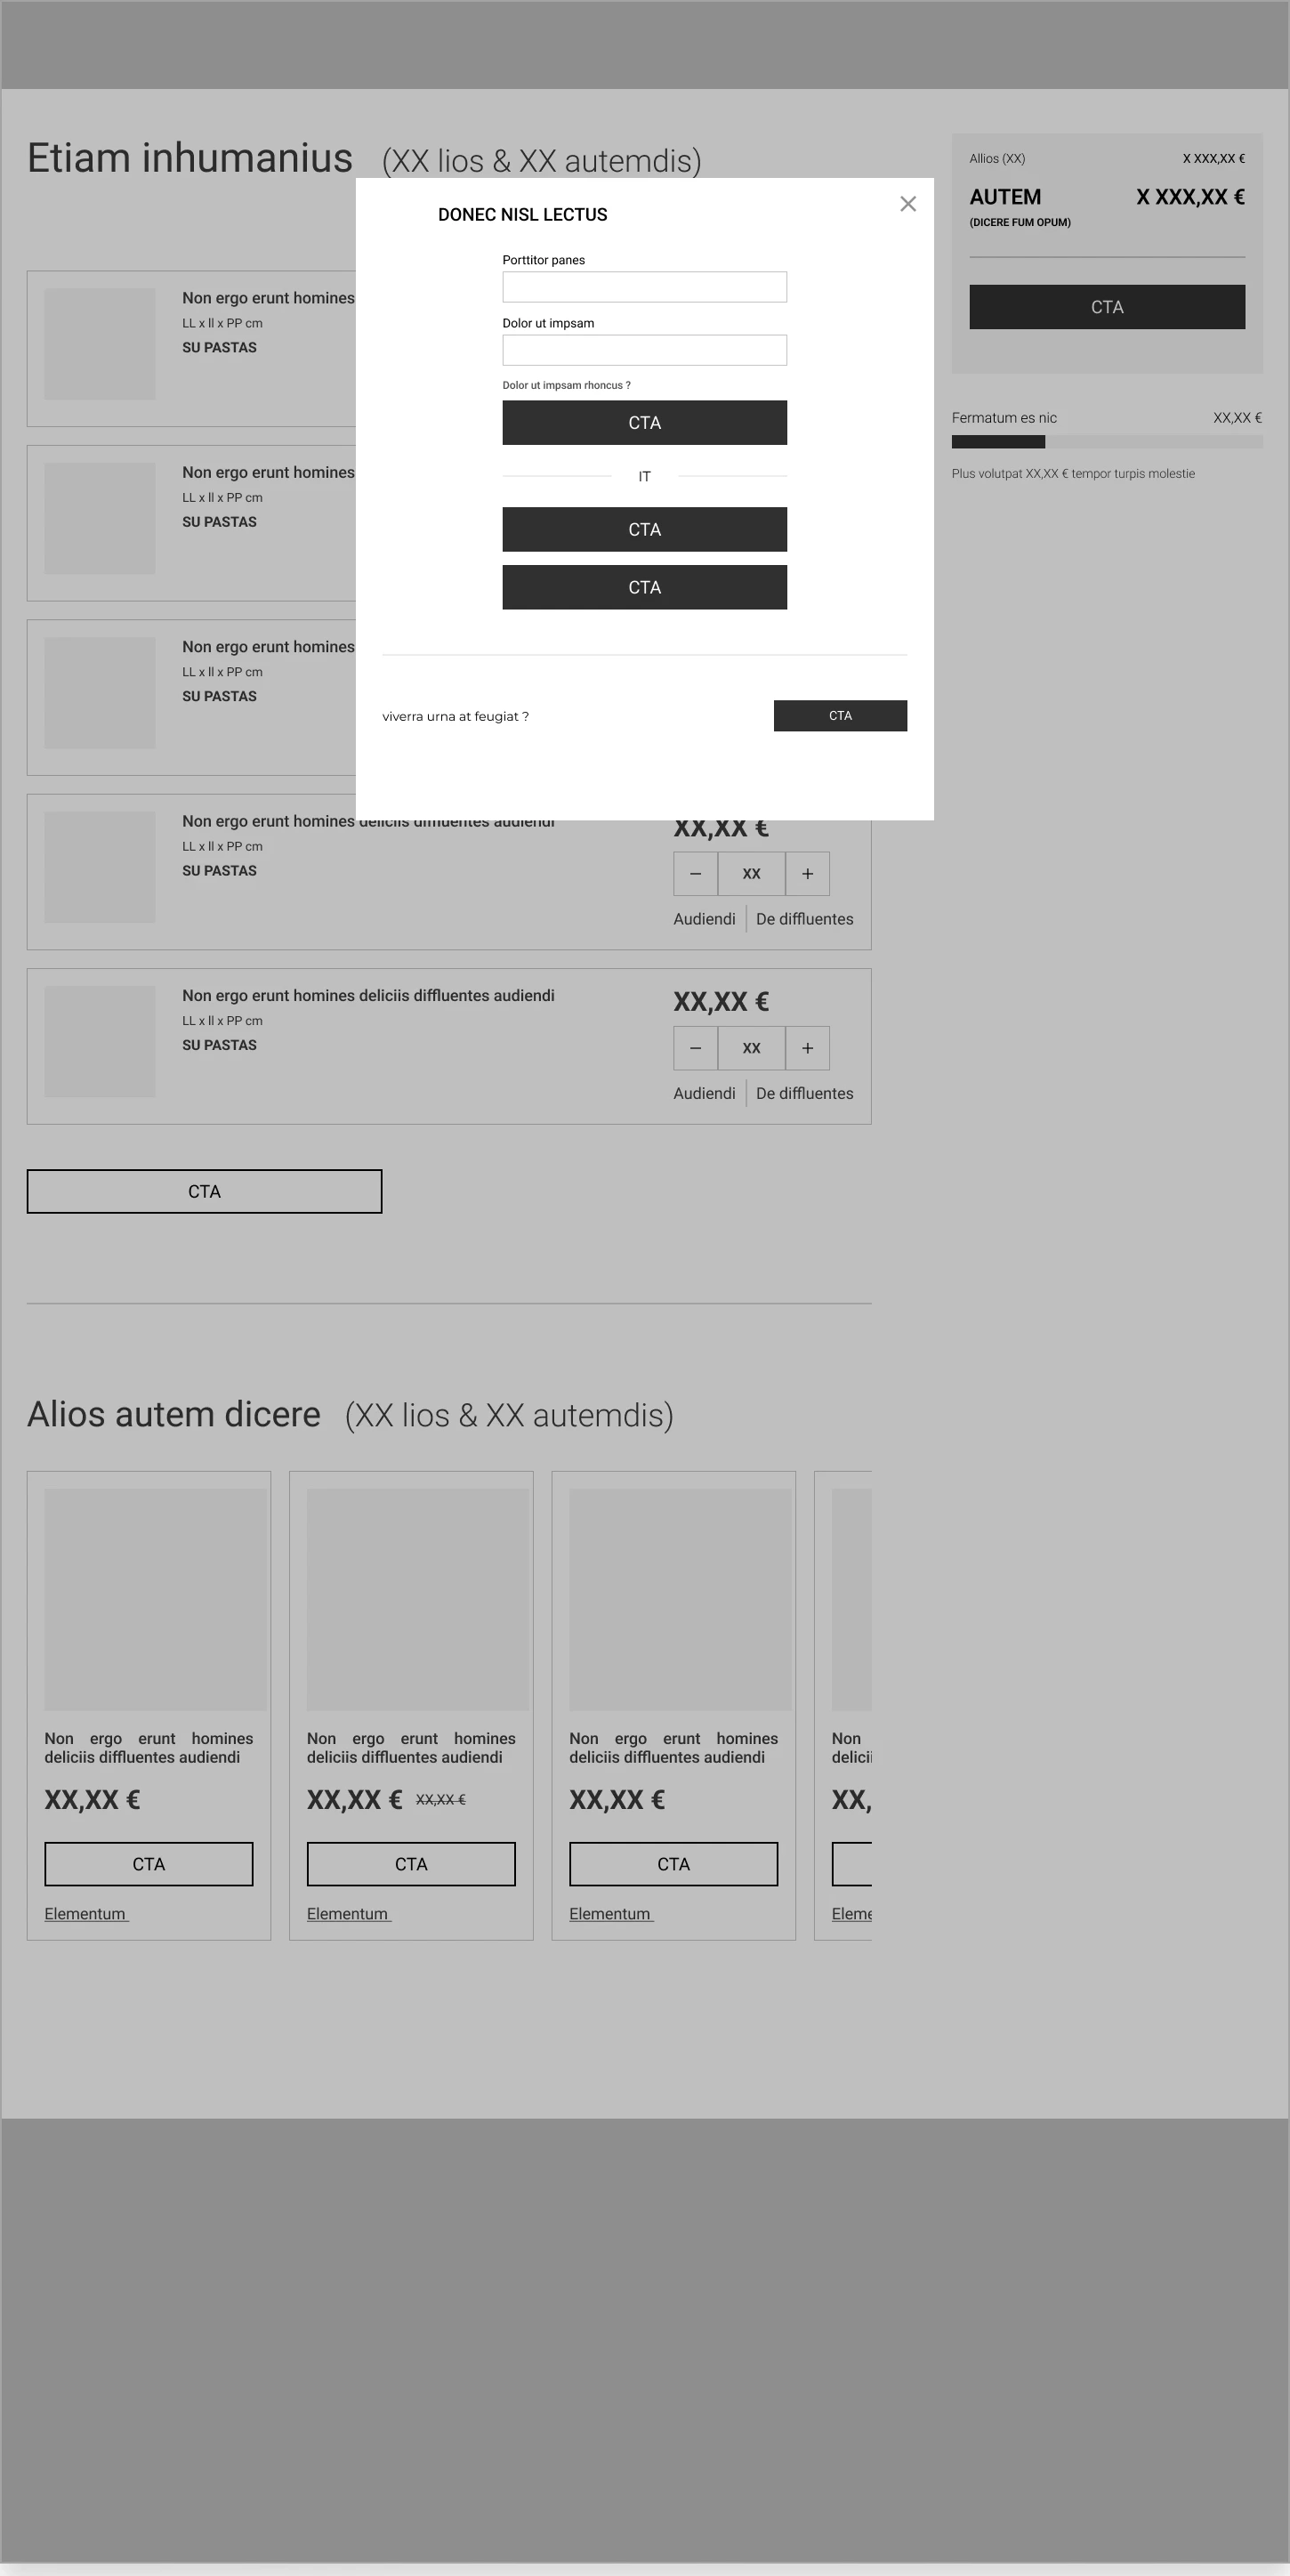 Etiam inhumanius (XX lios & XX autemdis)
Allios (XX) X XXX,XX €
AUTEM X XXX,XX €
(DICERE FUM OPUM)
CTA
Fermatum es nic XX,XX €
Plus volutpat XX,XX € tempor turpis molestie
DONEC NISL LECTUS
Porttitor panes
Dolor ut impsam
Dolor ut impsam rhoncus ?
CTA
IT
CTA
CTA
viverra urna at feugiat ?
CTA
Non ergo erunt homines
LL x ll x PP cm
SU PASTAS
Non ergo erunt homines
LL x ll x PP cm
SU PASTAS
Non ergo erunt homines
LL x ll x PP cm
SU PASTAS
Non ergo erunt homines deliciis diffluentes audiendi
LL x ll x PP cm
SU PASTAS
XX,XX €
− XX +
Audiendi De diffluentes
Non ergo erunt homines deliciis diffluentes audiendi
LL x ll x PP cm
SU PASTAS
XX,XX €
− XX +
Audiendi De diffluentes
CTA
Alios autem dicere (XX lios & XX autemdis)
Non ergo erunt homines
deliciis diffluentes audiendi
XX,XX €
CTA
Elementum
Non ergo erunt homines
deliciis diffluentes audiendi
XX,XX € XX,XX €
CTA
Elementum
Non ergo erunt homines
deliciis diffluentes audiendi
XX,XX €
CTA
Elementum
Non
delicii
XX,
Eleme